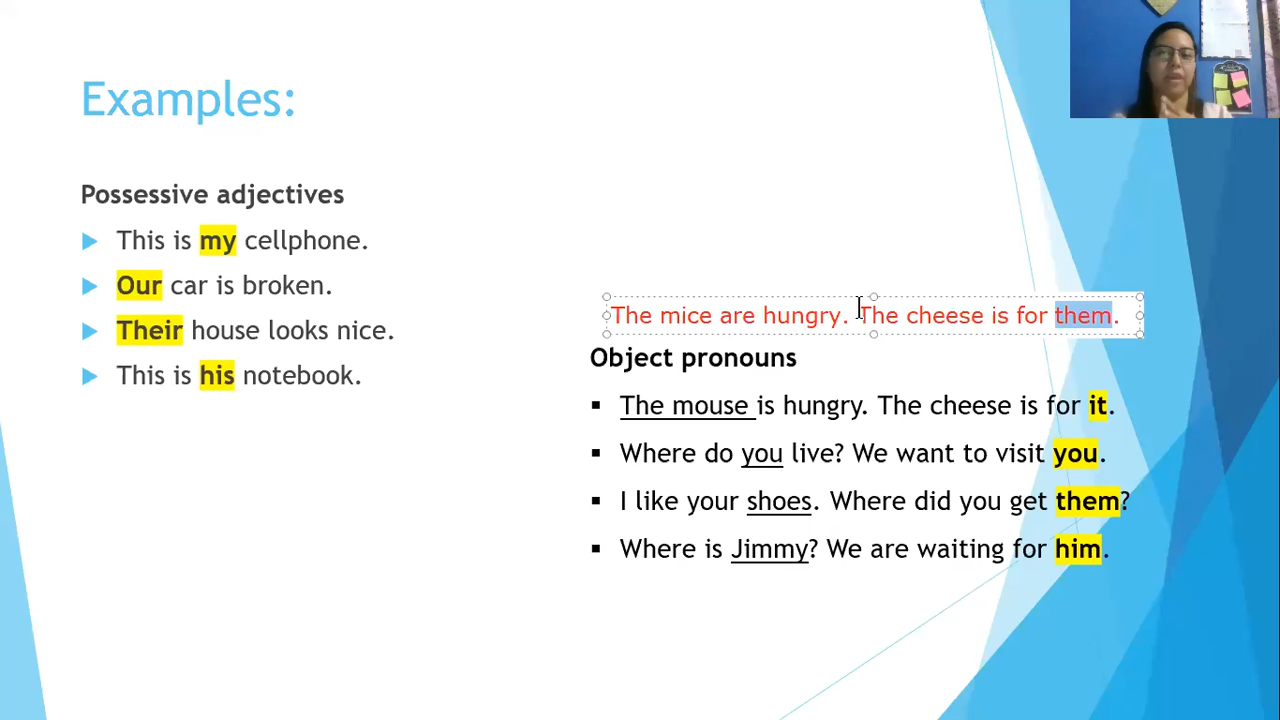 Examples:
Possessive adjectives
This is my cellphone.
Our car is broken.
Their house looks nice.
This is his notebook.
The mice are hungry. The cheese is for them.
Object pronouns
The mouse is hungry. The cheese is for it.
Where do you live? We want to visit you.
I like your shoes. Where did you get them?
Where is Jimmy? We are waiting for him.